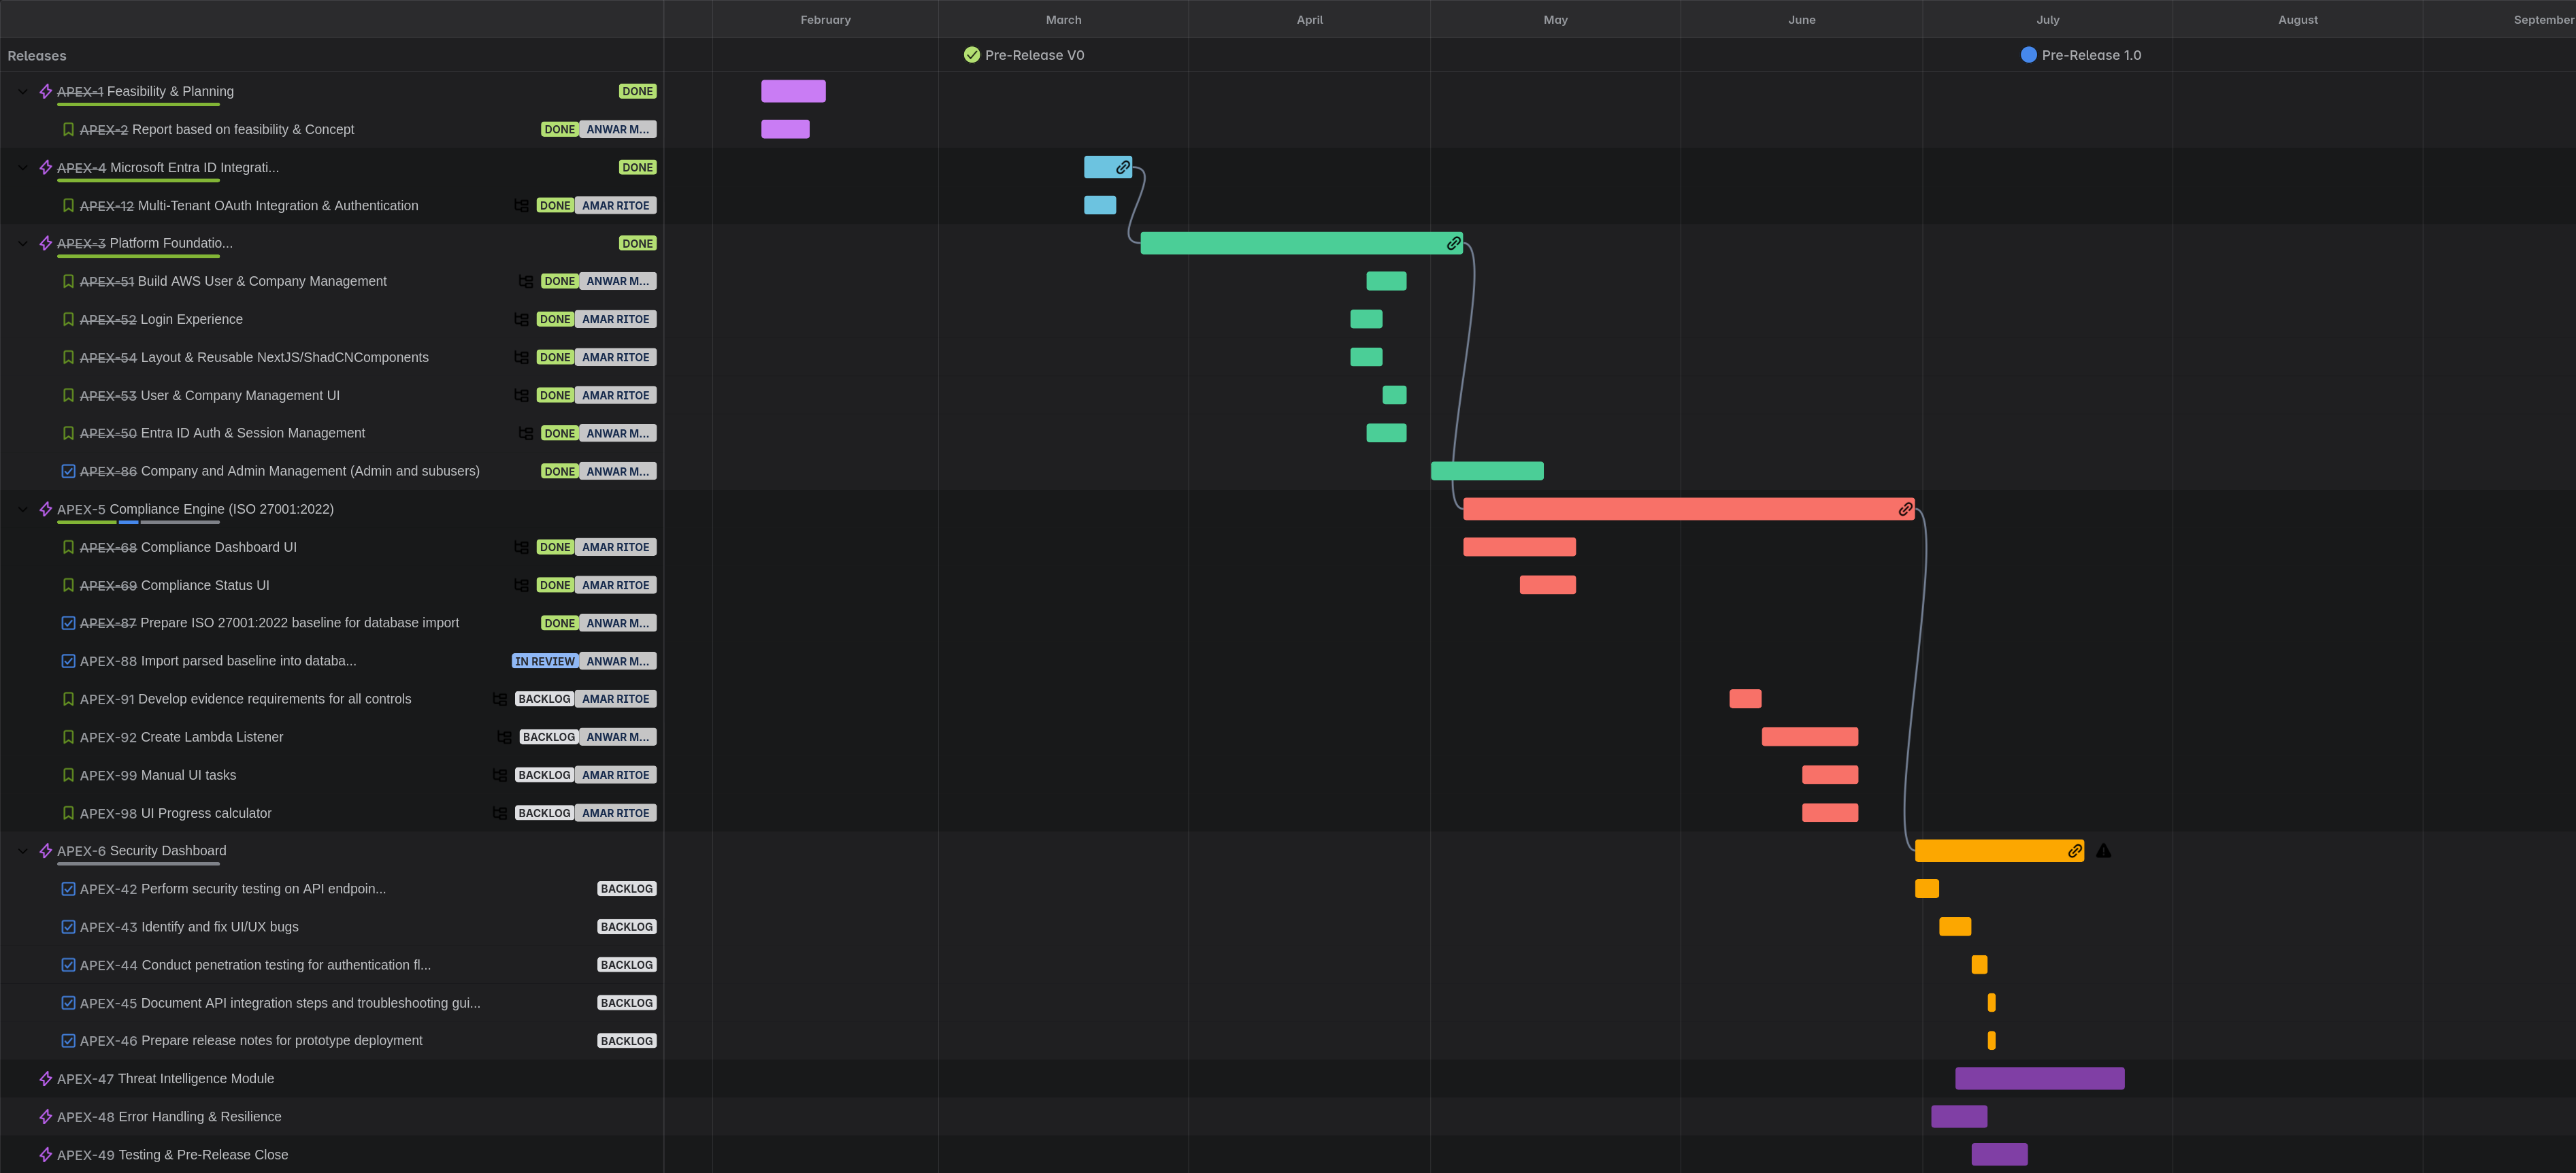 February March April May June July August September
Releases Pre-Release V0 Pre-Release 1.0
APEX-1 Feasibility & Planning DONE
APEX-2 Report based on feasibility & Concept DONE ANWAR M...
APEX-4 Microsoft Entra ID Integrati... DONE
APEX-12 Multi-Tenant OAuth Integration & Authentication DONE AMAR RITOE
APEX-3 Platform Foundatio... DONE
APEX-51 Build AWS User & Company Management DONE ANWAR M...
APEX-52 Login Experience DONE AMAR RITOE
APEX-54 Layout & Reusable NextJS/ShadCNComponents DONE AMAR RITOE
APEX-53 User & Company Management UI DONE AMAR RITOE
APEX-50 Entra ID Auth & Session Management DONE ANWAR M...
APEX-86 Company and Admin Management (Admin and subusers) DONE ANWAR M...
APEX-5 Compliance Engine (ISO 27001:2022)
APEX-68 Compliance Dashboard UI DONE AMAR RITOE
APEX-69 Compliance Status UI DONE AMAR RITOE
APEX-87 Prepare ISO 27001:2022 baseline for database import DONE ANWAR M...
APEX-88 Import parsed baseline into databa... IN REVIEW ANWAR M...
APEX-91 Develop evidence requirements for all controls BACKLOG AMAR RITOE
APEX-92 Create Lambda Listener BACKLOG ANWAR M...
APEX-99 Manual UI tasks BACKLOG AMAR RITOE
APEX-98 UI Progress calculator BACKLOG AMAR RITOE
APEX-6 Security Dashboard
APEX-42 Perform security testing on API endpoin... BACKLOG
APEX-43 Identify and fix UI/UX bugs BACKLOG
APEX-44 Conduct penetration testing for authentication fl... BACKLOG
APEX-45 Document API integration steps and troubleshooting gui... BACKLOG
APEX-46 Prepare release notes for prototype deployment BACKLOG
APEX-47 Threat Intelligence Module
APEX-48 Error Handling & Resilience
APEX-49 Testing & Pre-Release Close